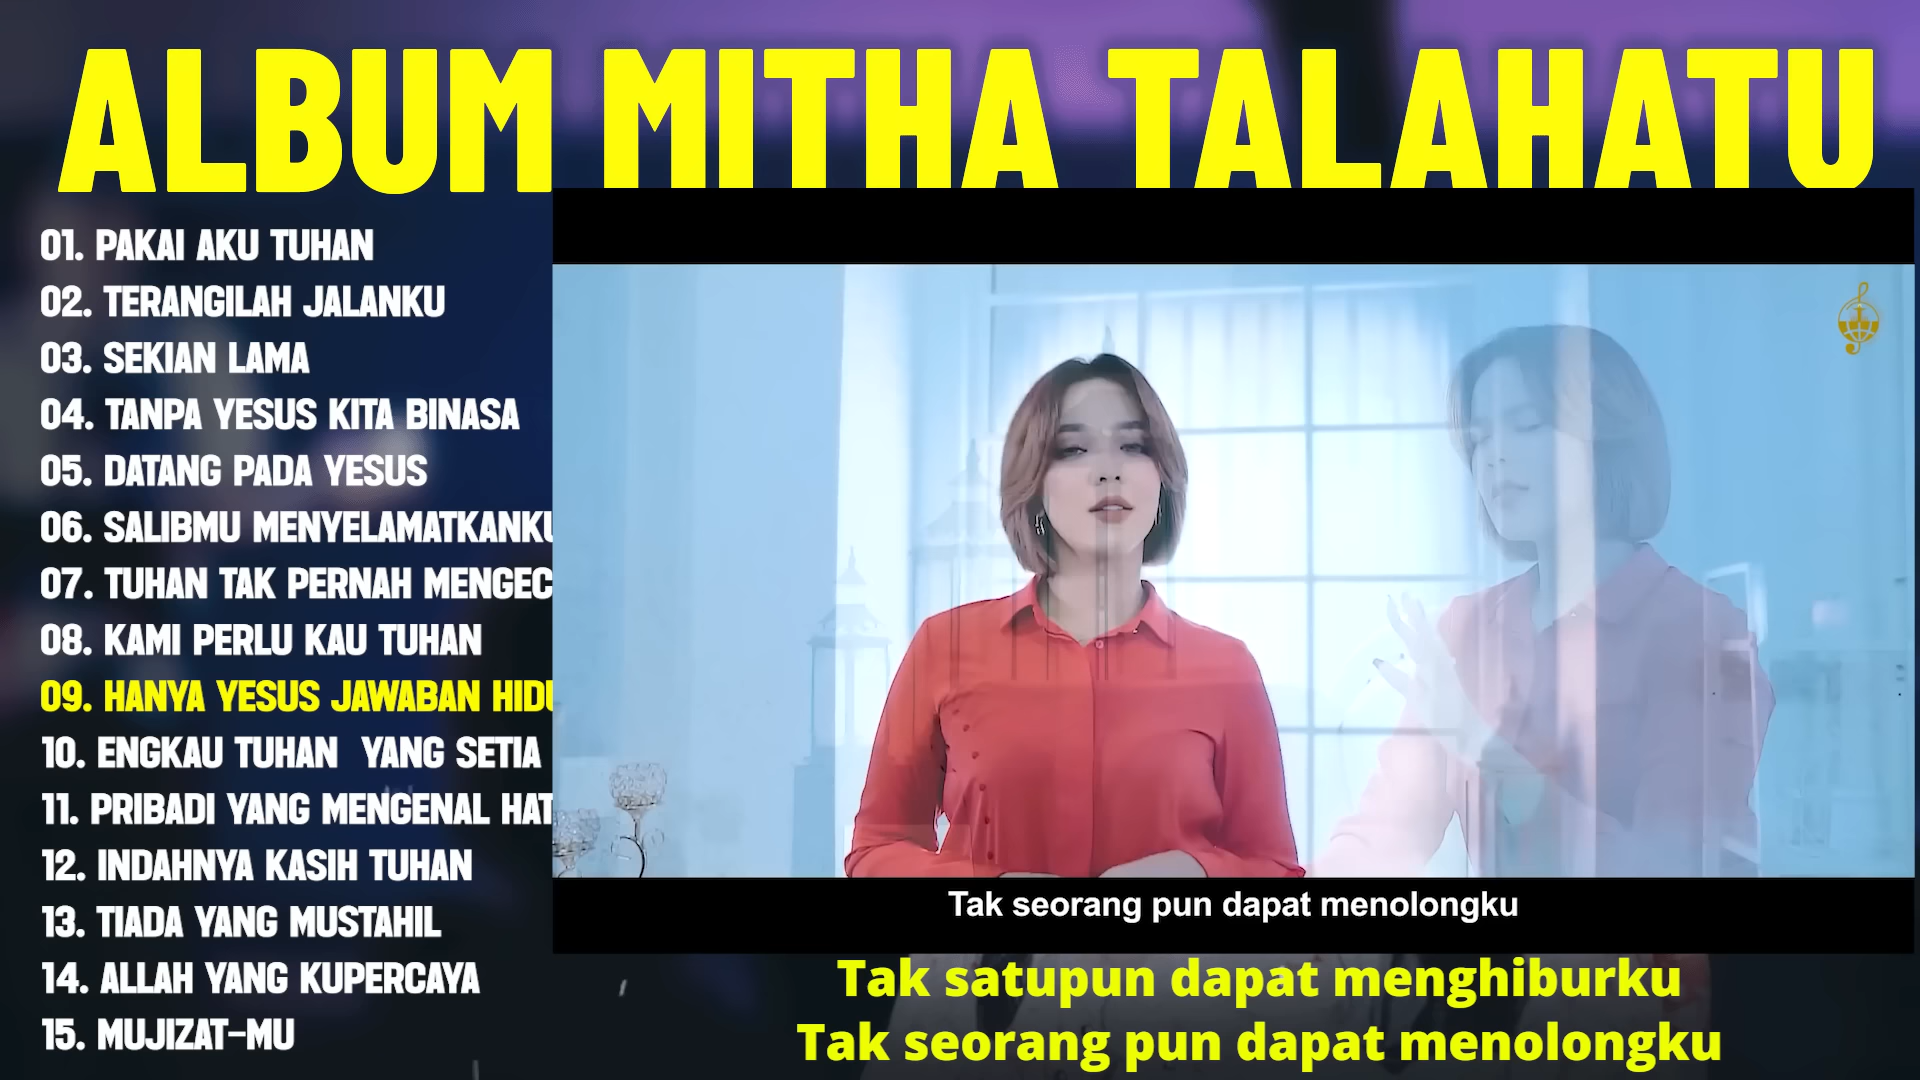 ALBUM MITHA TALAHATU
01. PAKAI AKU TUHAN
02. TERANGILAH JALANKU
03. SEKIAN LAMA
04. TANPA YESUS KITA BINASA
05. DATANG PADA YESUS
06. SALIBMU MENYELAMATKANKU
07. TUHAN TAK PERNAH MENGEC
08. KAMI PERLU KAU TUHAN
09. HANYA YESUS JAWABAN HIDU
10. ENGKAU TUHAN YANG SETIA
11. PRIBADI YANG MENGENAL HAT
12. INDAHNYA KASIH TUHAN
13. TIADA YANG MUSTAHIL
14. ALLAH YANG KUPERCAYA
15. MUJIZAT-MU
Tak seorang pun dapat menolongku
Tak satupun dapat menghiburku
Tak seorang pun dapat menolongku